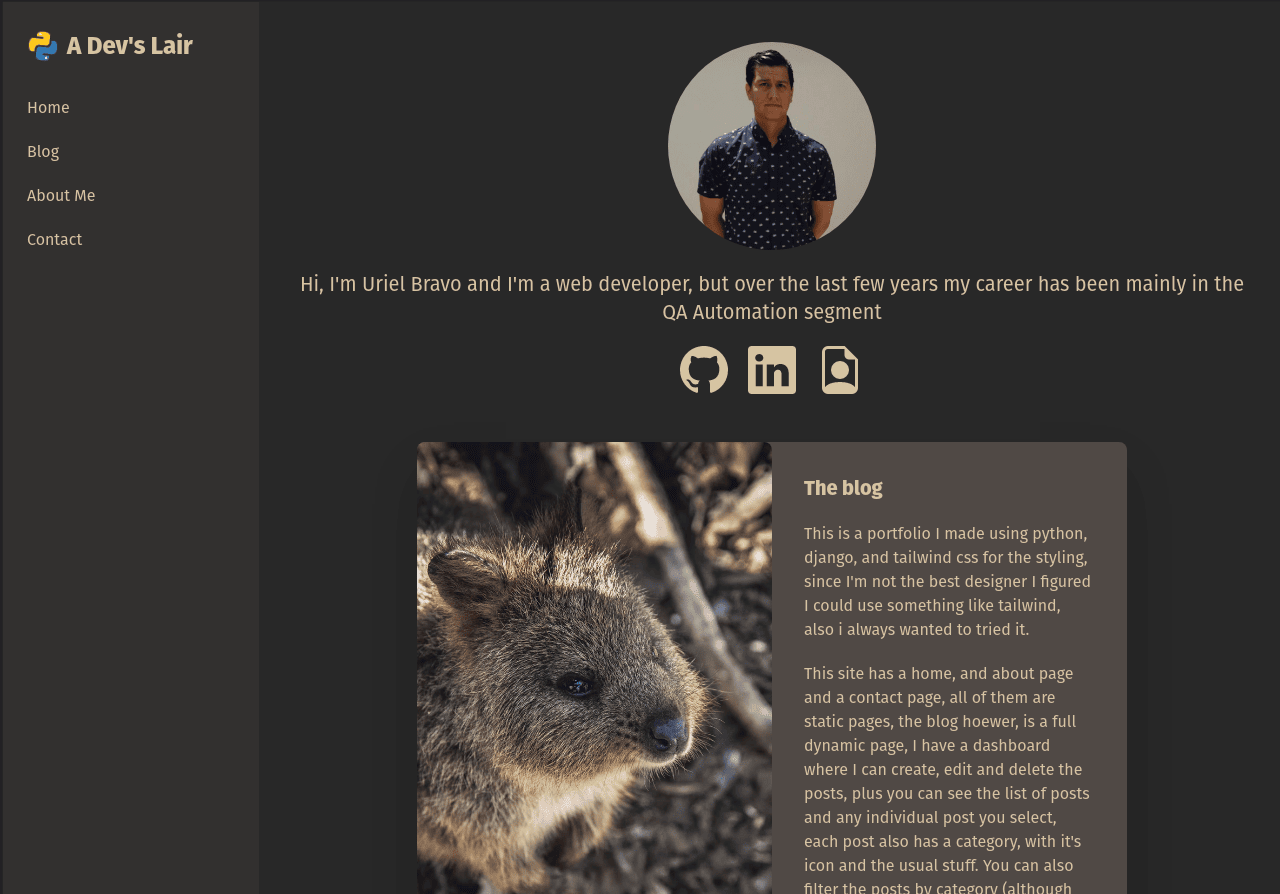 A Dev's Lair
Home
Blog
About Me
Contact
Hi, I'm Uriel Bravo and I'm a web developer, but over the last few years my career has been mainly in the
QA Automation segment
The blog
This is a portfolio I made using python,
django, and tailwind css for the styling,
since I'm not the best designer I figured
I could use something like tailwind,
also i always wanted to tried it.
This site has a home, and about page
and a contact page, all of them are
static pages, the blog hoewer, is a full
dynamic page, I have a dashboard
where I can create, edit and delete the
posts, plus you can see the list of posts
and any individual post you select,
each post also has a category, with it's
icon and the usual stuff. You can also
filter the posts by category (although